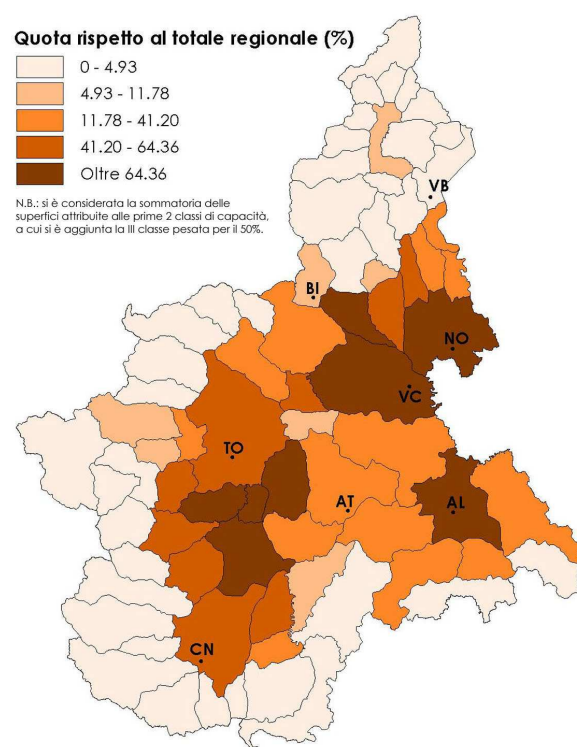 Quota rispetto al totale regionale (%)
0 - 4.93
4.93 - 11.78
11.78 - 41.20
41.20 - 64.36
Oltre 64.36
N.B.: si è considerata la sommatoria delle
superfici attribuite alle prime 2 classi di capacità,
a cui si è aggiunta la III classe pesata per il 50%.
VB
BI
NO
VC
TO
AT
AL
CN